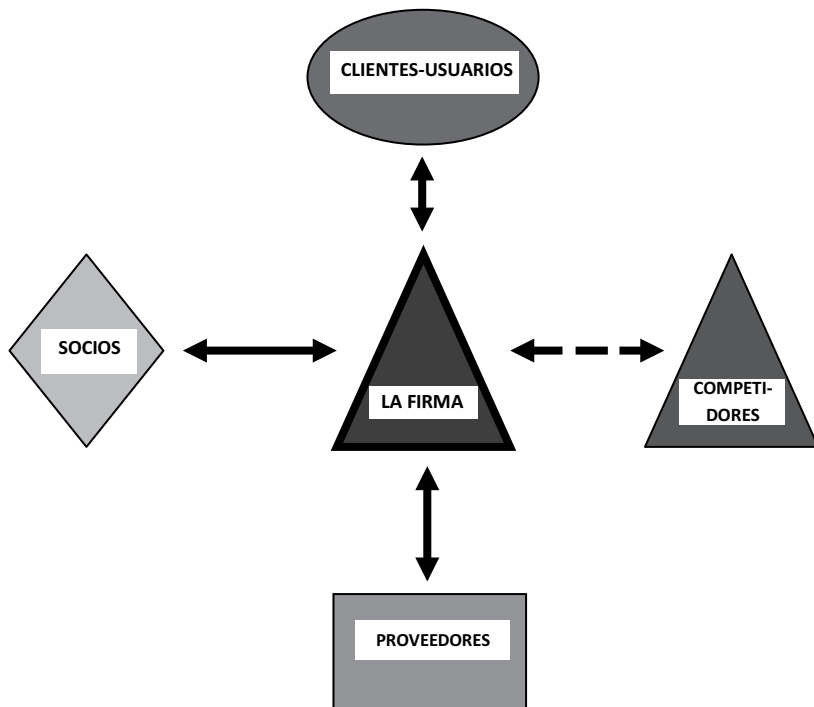 CLIENTES-USUARIOS
SOCIOS
LA FIRMA
COMPETI-
DORES
PROVEEDORES